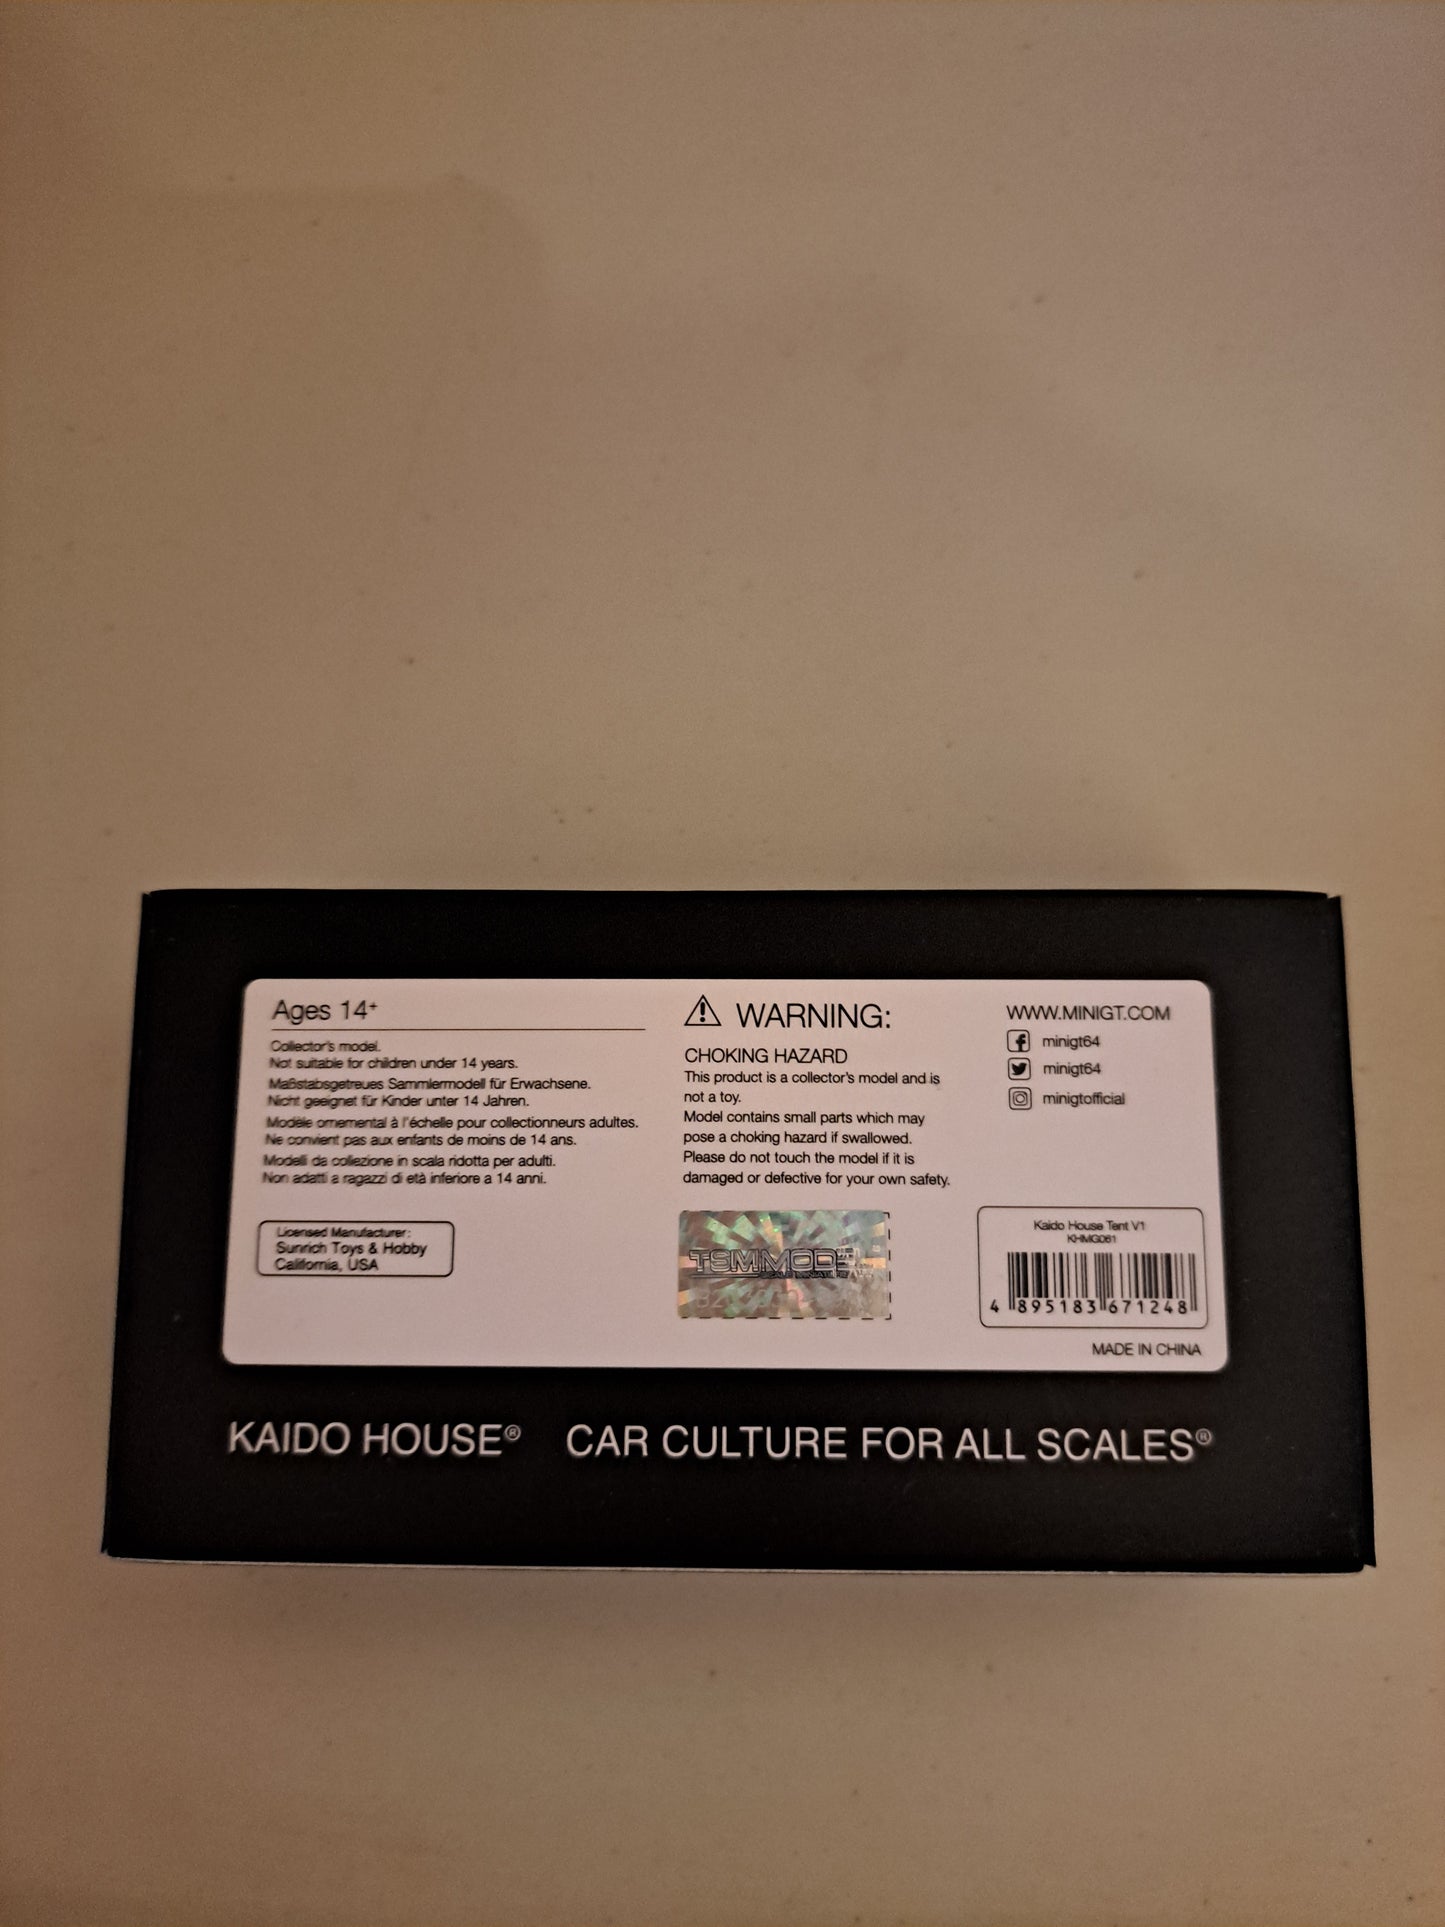 Ages 14+
Collector's model.
Not suitable for children under 14 years.
Maßstabsgetreues Sammlermodell für Erwachsene.
Nicht geeignet für Kinder unter 14 Jahren.
Modèle ornemental à l'échelle pour collectionneurs adultes.
Ne convient pas aux enfants de moins de 14 ans.
Modelli da collezione in scala ridotta per adulti.
Non adatti a ragazzi di età inferiore a 14 anni.
Licensed Manufacturer:
Sunrich Toys & Hobby
California, USA
⚠ WARNING:
CHOKING HAZARD
This product is a collector's model and is
not a toy.
Model contains small parts which may
pose a choking hazard if swallowed.
Please do not touch the model if it is
damaged or defective for your own safety.
TSMMODEL
WWW.MINIGT.COM
minigt64
minigt64
minigtofficial
Kaido House Tent V1
KHMG061
4 895183 671248
MADE IN CHINA
KAIDO HOUSE® CAR CULTURE FOR ALL SCALES®